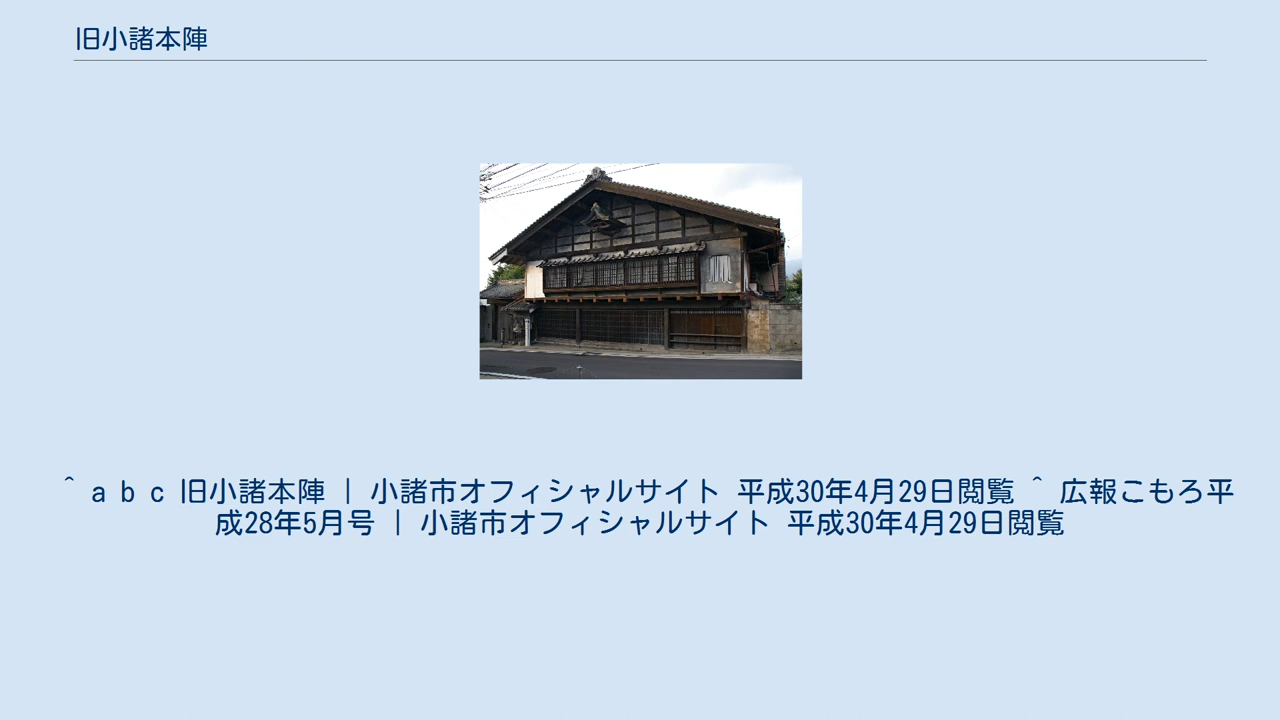 旧小諸本陣
^ a b c 旧小諸本陣 | 小諸市オフィシャルサイト 平成30年4月29日閲覧 ^ 広報こもろ平
成28年5月号 | 小諸市オフィシャルサイト 平成30年4月29日閲覧